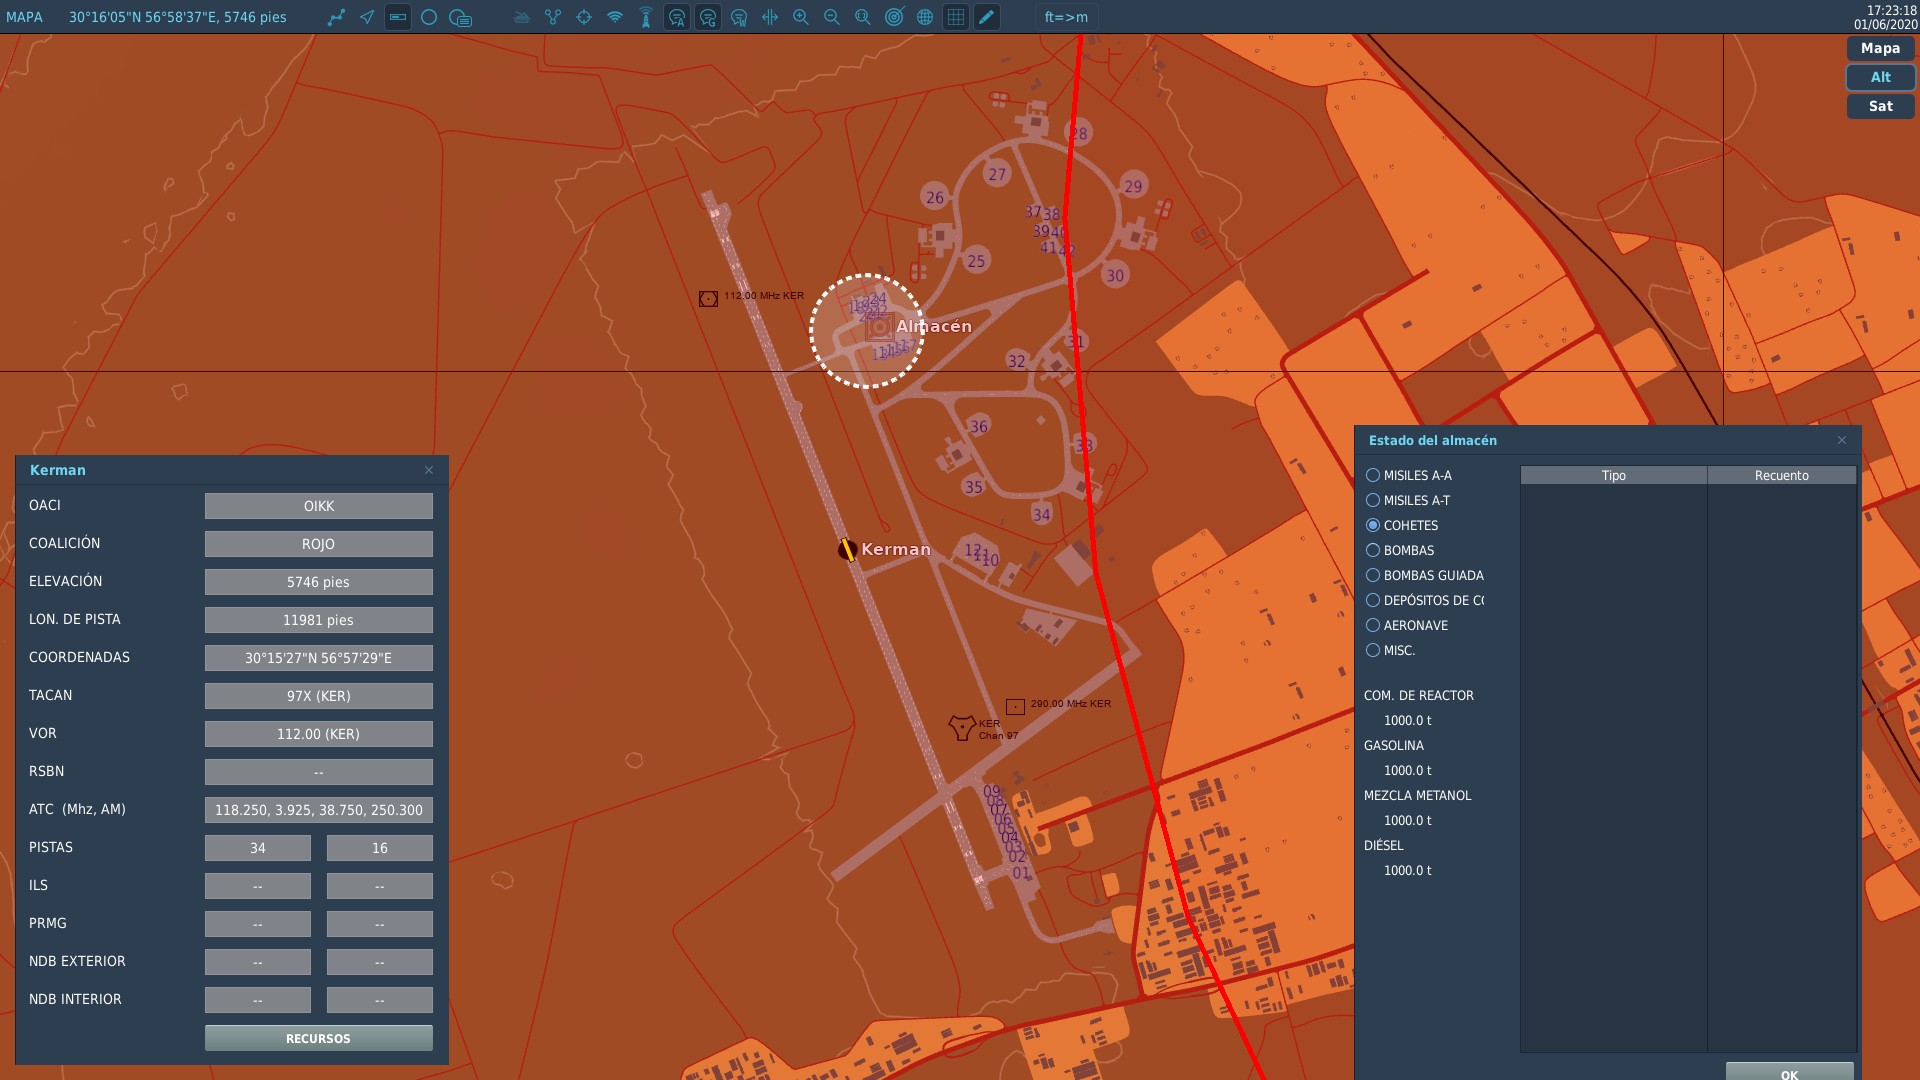 MAPA 30°16'05"N 56°58'37"E, 5746 pies
ft=>m
17:23:18
01/06/2020
Mapa
Alt
Sat
28
27
29
26
37 38
39 40
41 42
25
30
112.00 MHz KER
24
Almacén
31
32
36
33
35
34
Kerman
12
11
10
290.00 MHz KER
KER
Chan 97
09
08
07
06
05
04
03
02
01
Kerman
OACI OIKK
COALICIÓN ROJO
ELEVACIÓN 5746 pies
LON. DE PISTA 11981 pies
COORDENADAS 30°15'27"N 56°57'29"E
TACAN 97X (KER)
VOR 112.00 (KER)
RSBN --
ATC (Mhz, AM) 118.250, 3.925, 38.750, 250.300
PISTAS 34 16
ILS -- --
PRMG -- --
NDB EXTERIOR -- --
NDB INTERIOR -- --
RECURSOS
Estado del almacén
Tipo Recuento
MISILES A-A
MISILES A-T
COHETES
BOMBAS
BOMBAS GUIADA
DEPÓSITOS DE CO
AERONAVE
MISC.
COM. DE REACTOR
1000.0 t
GASOLINA
1000.0 t
MEZCLA METANOL
1000.0 t
DIÉSEL
1000.0 t
OK